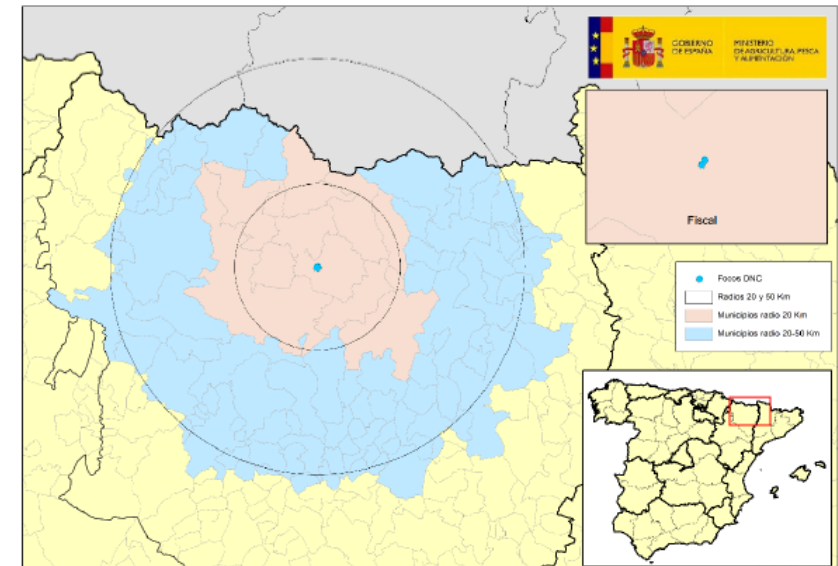 GOBIERNO
DE ESPAÑA
MINISTERIO
DE AGRICULTURA, PESCA
Y ALIMENTACIÓN
Fiscal
Focos DNC
Radios 20 y 50 Km
Municipios radio 20 Km
Municipios radio 20-50 Km